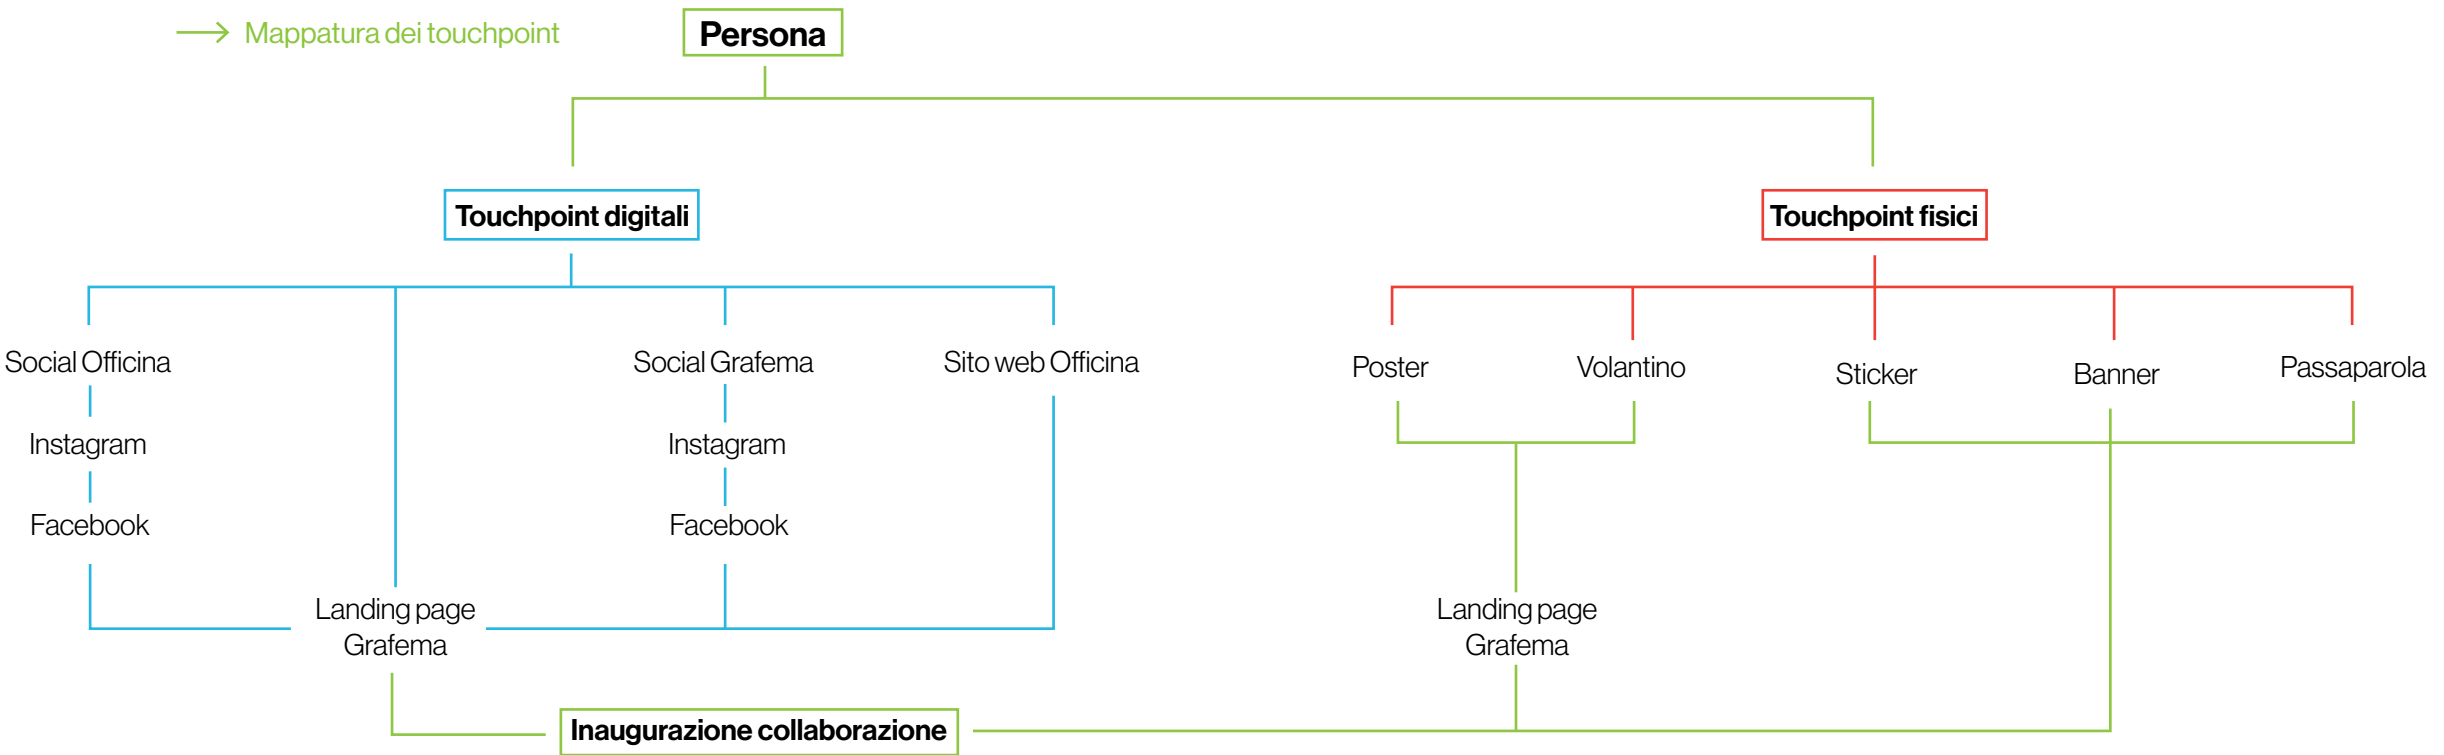 Mappatura dei touchpoint
Persona
Touchpoint digitali
Touchpoint fisici
Social Officina
Social Grafema
Sito web Officina
Poster
Volantino
Sticker
Banner
Passaparola
Instagram
Instagram
Facebook
Facebook
Landing page
Grafema
Landing page
Grafema
Inaugurazione collaborazione